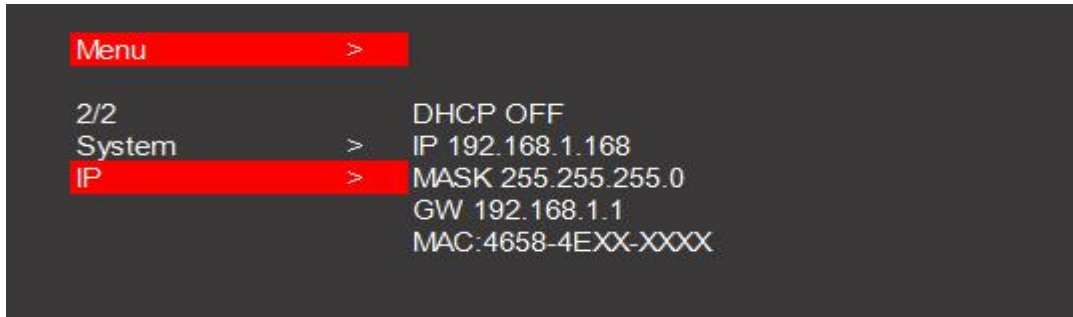 Menu >
2/2 DHCP OFF
System > IP 192.168.1.168
IP > MASK 255.255.255.0
GW 192.168.1.1
MAC:4658-4EXX-XXXX